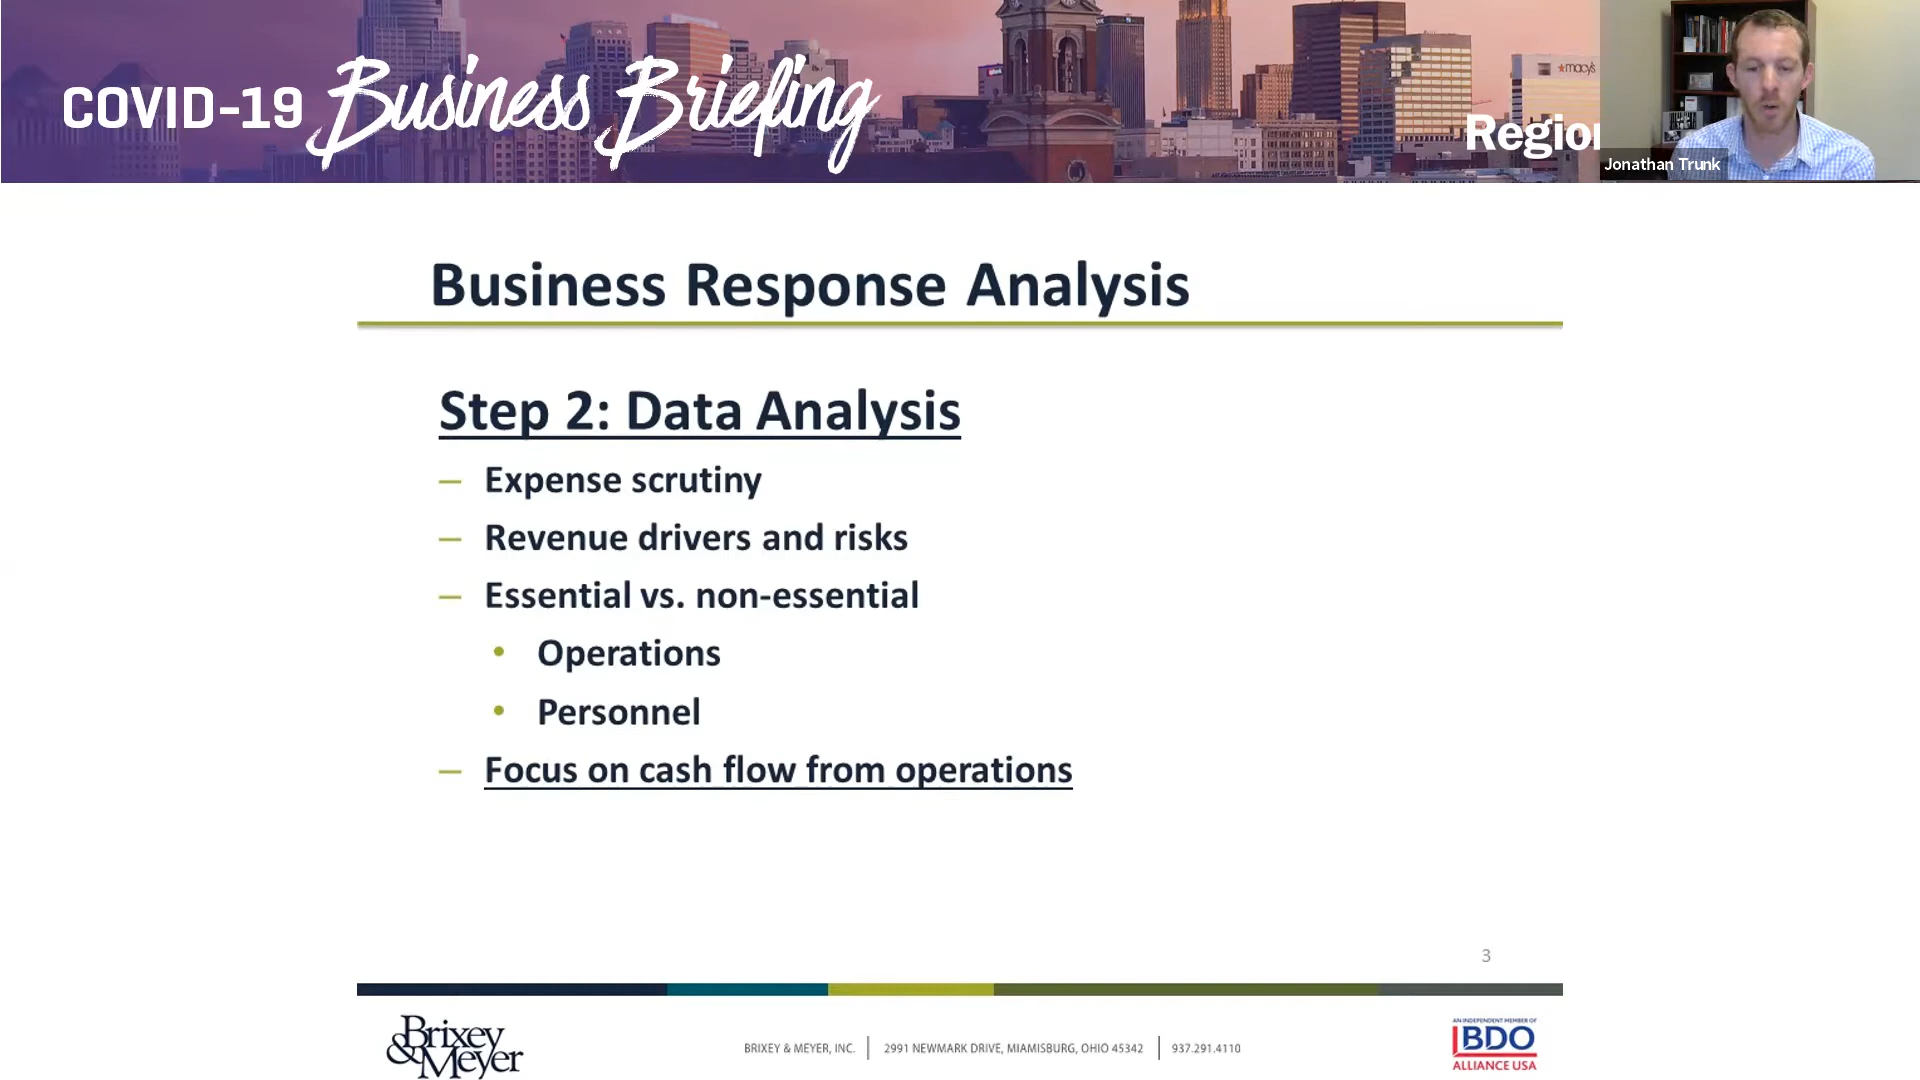 COVID-19 Business Briefing
★macy's
Regio
Jonathan Trunk
Business Response Analysis
Step 2: Data Analysis
– Expense scrutiny
– Revenue drivers and risks
– Essential vs. non-essential
• Operations
• Personnel
– Focus on cash flow from operations
3
Brixey
&Meyer
BRIXEY & MEYER, INC. | 2991 NEWMARK DRIVE, MIAMISBURG, OHIO 45342 | 937.291.4110
AN INDEPENDENT MEMBER OF
BDO
ALLIANCE USA